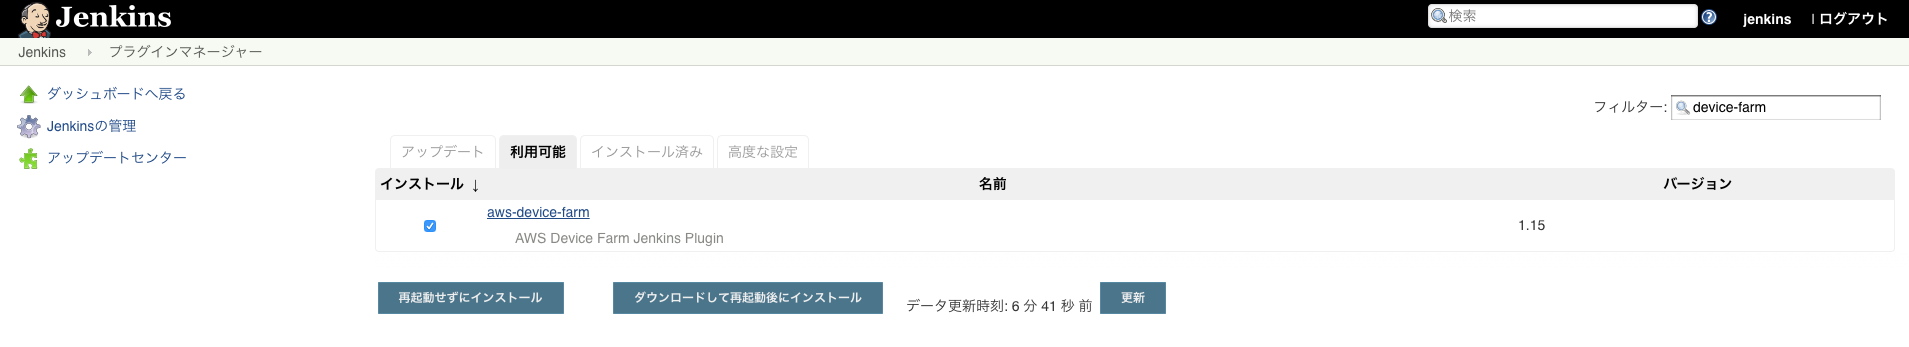 Jenkins
検索
jenkins
| ログアウト
Jenkins
プラグインマネージャー
ダッシュボードへ戻る
Jenkinsの管理
アップデートセンター
フィルター: device-farm
アップデート
利用可能
インストール済み
高度な設定
インストール ↓
名前
バージョン
aws-device-farm
AWS Device Farm Jenkins Plugin
1.15
再起動せずにインストール
ダウンロードして再起動後にインストール
データ更新時刻: 6 分 41 秒 前
更新